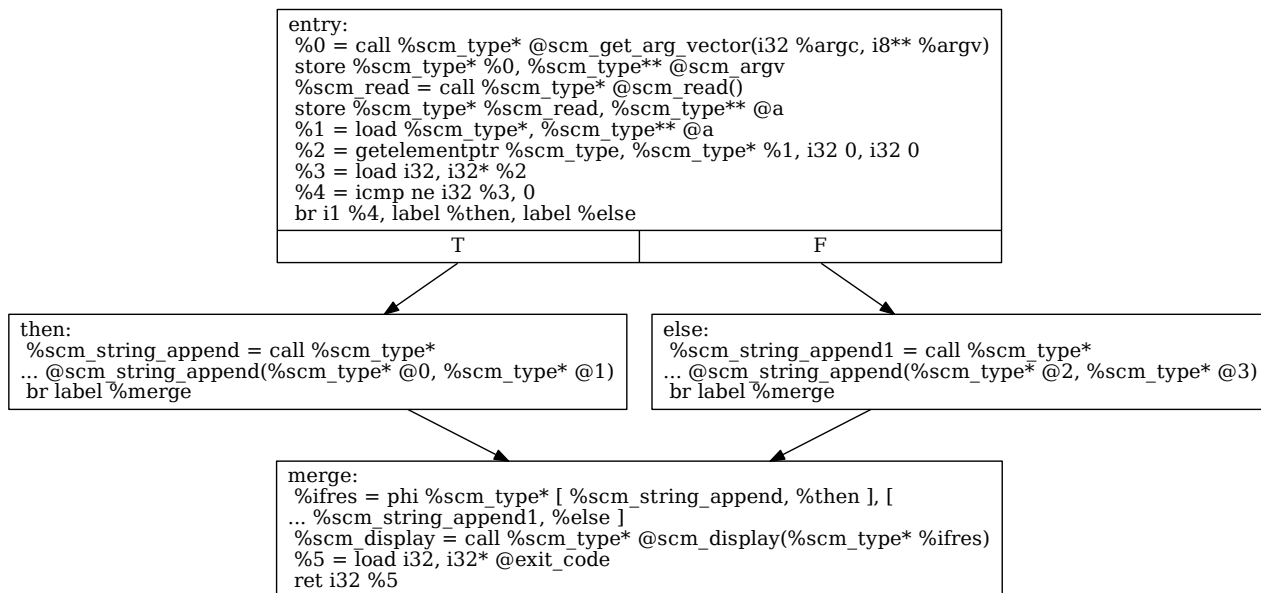 entry:
%0 = call %scm_type* @scm_get_arg_vector(i32 %argc, i8** %argv)
store %scm_type* %0, %scm_type** @scm_argv
%scm_read = call %scm_type* @scm_read()
store %scm_type* %scm_read, %scm_type** @a
%1 = load %scm_type*, %scm_type** @a
%2 = getelementptr %scm_type, %scm_type* %1, i32 0, i32 0
%3 = load i32, i32* %2
%4 = icmp ne i32 %3, 0
br i1 %4, label %then, label %else
T
F
then:
%scm_string_append = call %scm_type*
... @scm_string_append(%scm_type* @0, %scm_type* @1)
br label %merge
else:
%scm_string_append1 = call %scm_type*
... @scm_string_append(%scm_type* @2, %scm_type* @3)
br label %merge
merge:
%ifres = phi %scm_type* [ %scm_string_append, %then ], [
... %scm_string_append1, %else ]
%scm_display = call %scm_type* @scm_display(%scm_type* %ifres)
%5 = load i32, i32* @exit_code
ret i32 %5